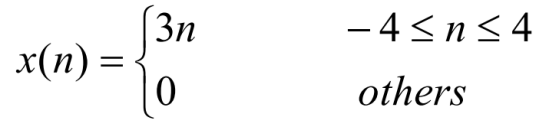 x(n) = { 3n   − 4 ≤ n ≤ 4
0   others